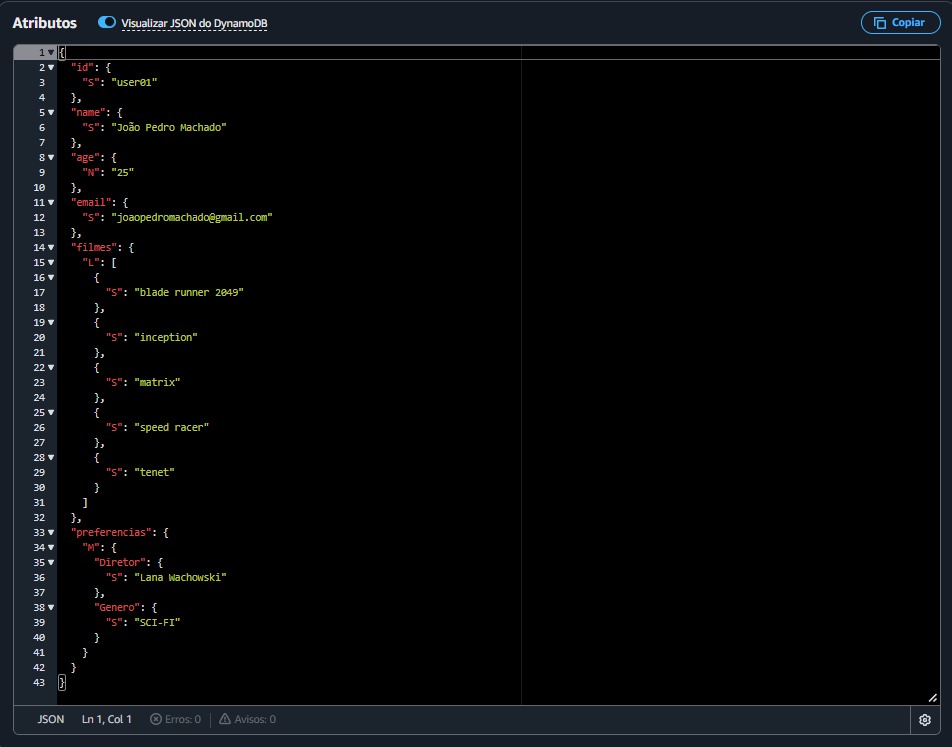 Atributos Visualizar JSON do DynamoDB Copiar
1 {
2 "id": {
3 "S": "user01"
4 },
5 "name": {
6 "S": "João Pedro Machado"
7 },
8 "age": {
9 "N": "25"
10 },
11 "email": {
12 "S": "joaopedromachado@gmail.com"
13 },
14 "filmes": {
15 "L": [
16 {
17 "S": "blade runner 2049"
18 },
19 {
20 "S": "inception"
21 },
22 {
23 "S": "matrix"
24 },
25 {
26 "S": "speed racer"
27 },
28 {
29 "S": "tenet"
30 }
31 ]
32 },
33 "preferencias": {
34 "M": {
35 "Diretor": {
36 "S": "Lana Wachowski"
37 },
38 "Genero": {
39 "S": "SCI-FI"
40 }
41 }
42 }
43 }
JSON Ln 1, Col 1 Erros: 0 Avisos: 0